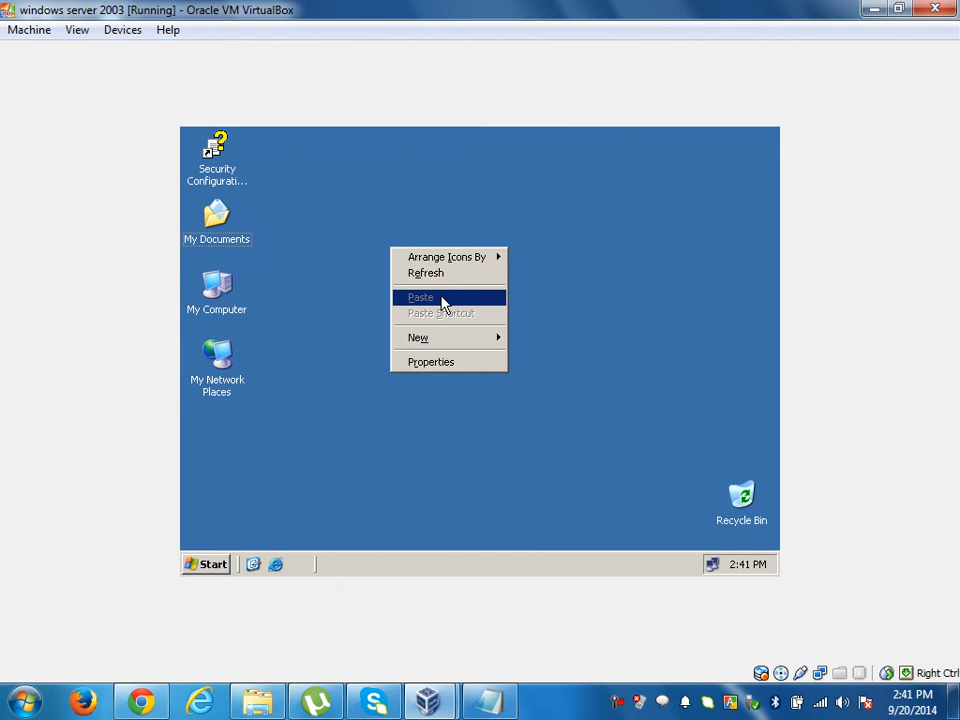 windows server 2003 [Running] - Oracle VM VirtualBox
Machine View Devices Help
Security
Configurati...
My Documents
My Computer
My Network
Places
Arrange Icons By
Refresh
Paste
Paste Shortcut
New
Properties
Recycle Bin
Start
2:41 PM
Right Ctrl
2:41 PM
9/20/2014